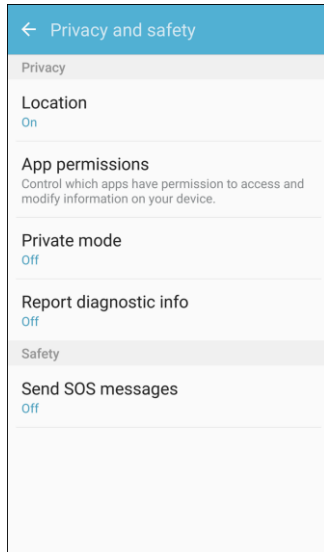 Privacy and safety
Privacy
Location
On
App permissions
Control which apps have permission to access and
modify information on your device.
Private mode
Off
Report diagnostic info
Off
Safety
Send SOS messages
Off